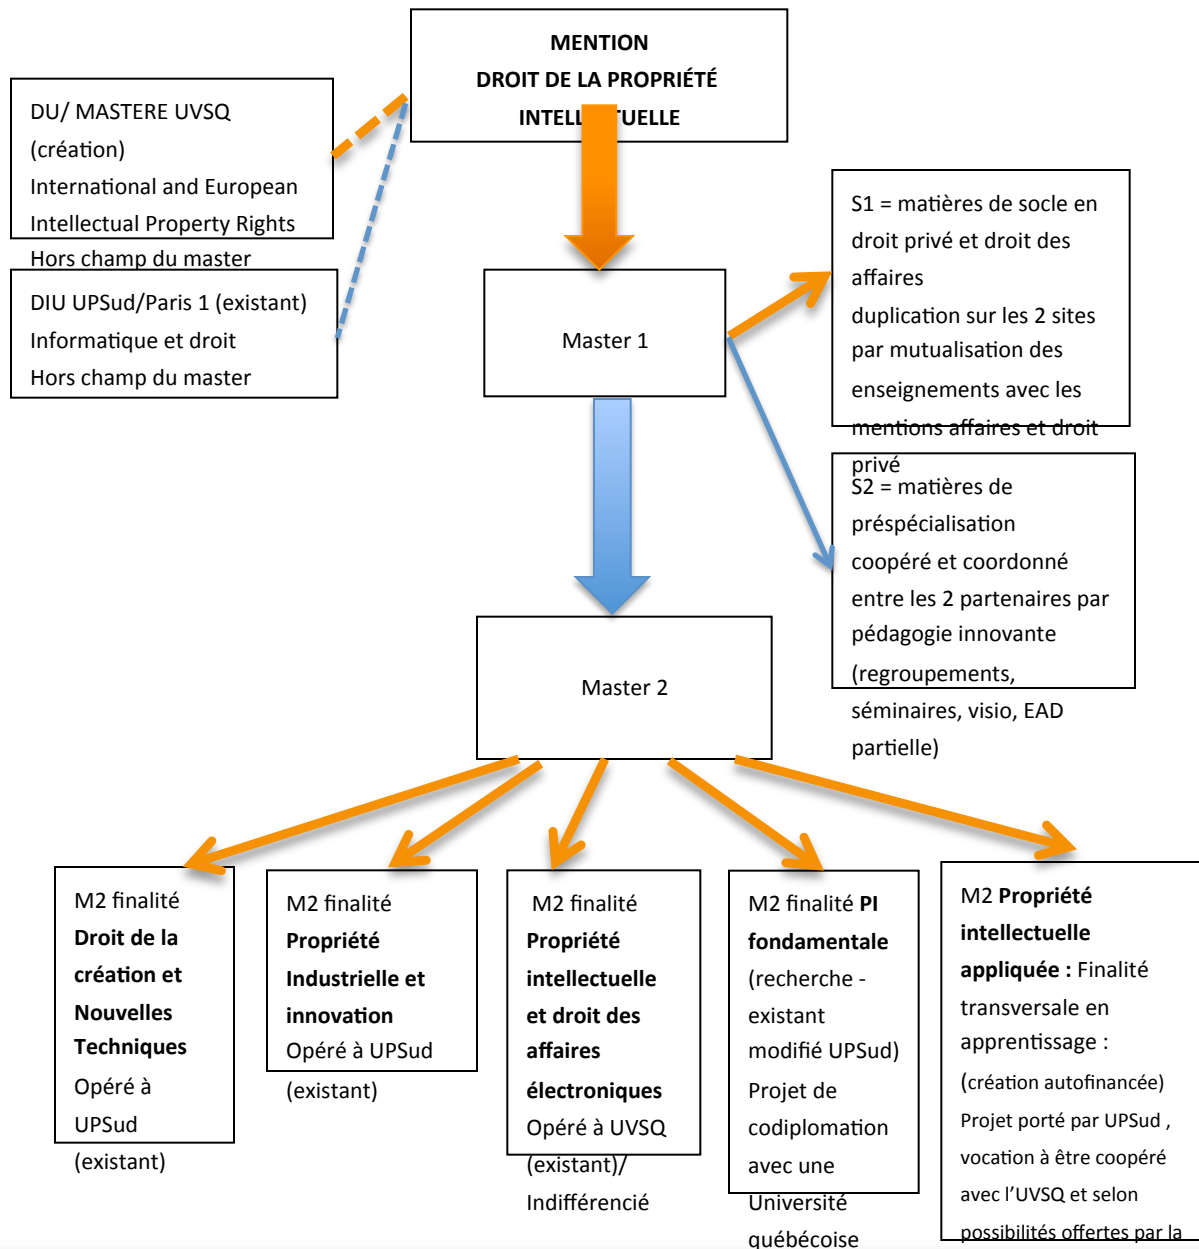 MENTION
DROIT DE LA PROPRIÉTÉ
INTELLECTUELLE
DU/ MASTERE UVSQ
(création)
International and European
Intellectual Property Rights
Hors champ du master
DIU UPSud/Paris 1 (existant)
Informatique et droit
Hors champ du master
Master 1
S1 = matières de socle en
droit privé et droit des
affaires
duplication sur les 2 sites
par mutualisation des
enseignements avec les
mentions affaires et droit
privé
S2 = matières de
préspécialisation
coopéré et coordonné
entre les 2 partenaires par
pédagogie innovante
(regroupements,
séminaires, visio, EAD
partielle)
Master 2
M2 finalité
Droit de la
création et
Nouvelles
Techniques
Opéré à
UPSud
(existant)
M2 finalité
Propriété
Industrielle et
innovation
Opéré à UPSud
(existant)
M2 finalité
Propriété
intellectuelle
et droit des
affaires
électroniques
Opéré à UVSQ
(existant)/
Indifférencié
M2 finalité PI
fondamentale
(recherche -
existant
modifié UPSud)
Projet de
codiplomation
avec une
Université
québécoise
M2 Propriété
intellectuelle
appliquée : Finalité
transversale en
apprentissage :
(création autofinancée)
Projet porté par UPSud ,
vocation à être coopéré
avec l’UVSQ et selon
possibilités offertes par la